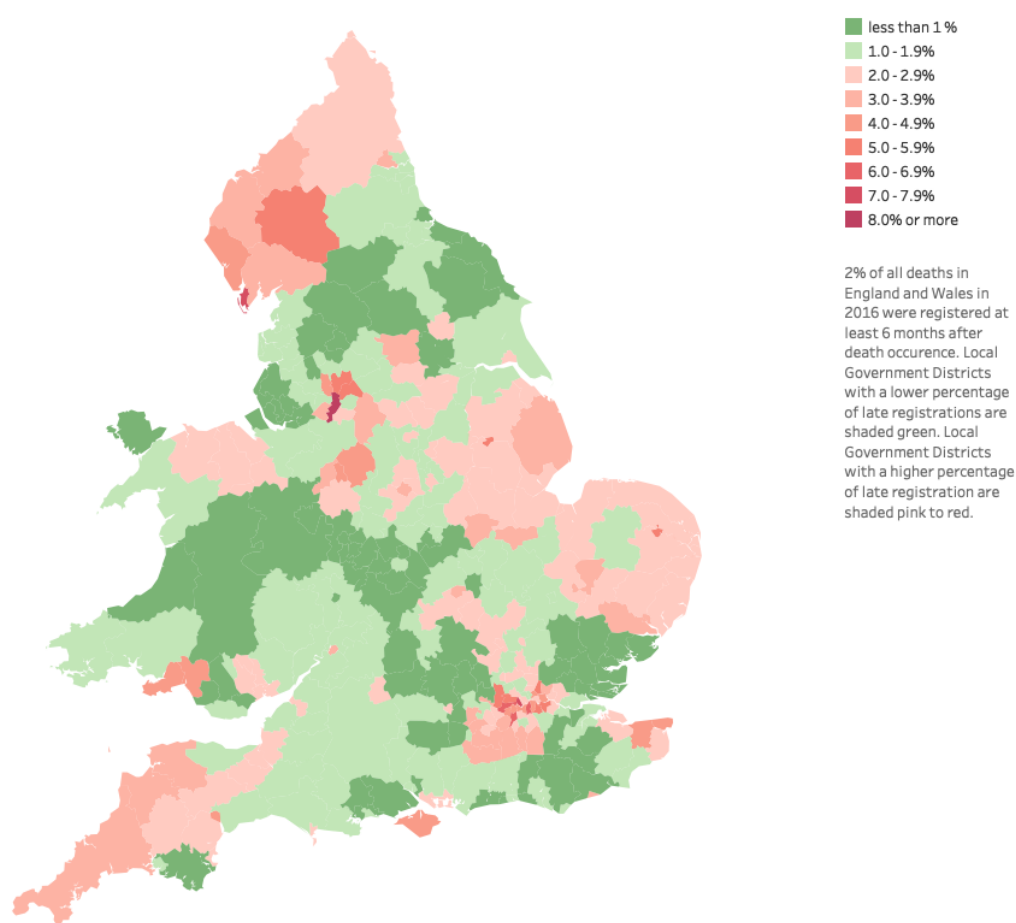 less than 1 %
1.0 - 1.9%
2.0 - 2.9%
3.0 - 3.9%
4.0 - 4.9%
5.0 - 5.9%
6.0 - 6.9%
7.0 - 7.9%
8.0% or more
2% of all deaths in
England and Wales in
2016 were registered at
least 6 months after
death occurence. Local
Government Districts
with a lower percentage
of late registrations are
shaded green. Local
Government Districts
with a higher percentage
of late registration are
shaded pink to red.